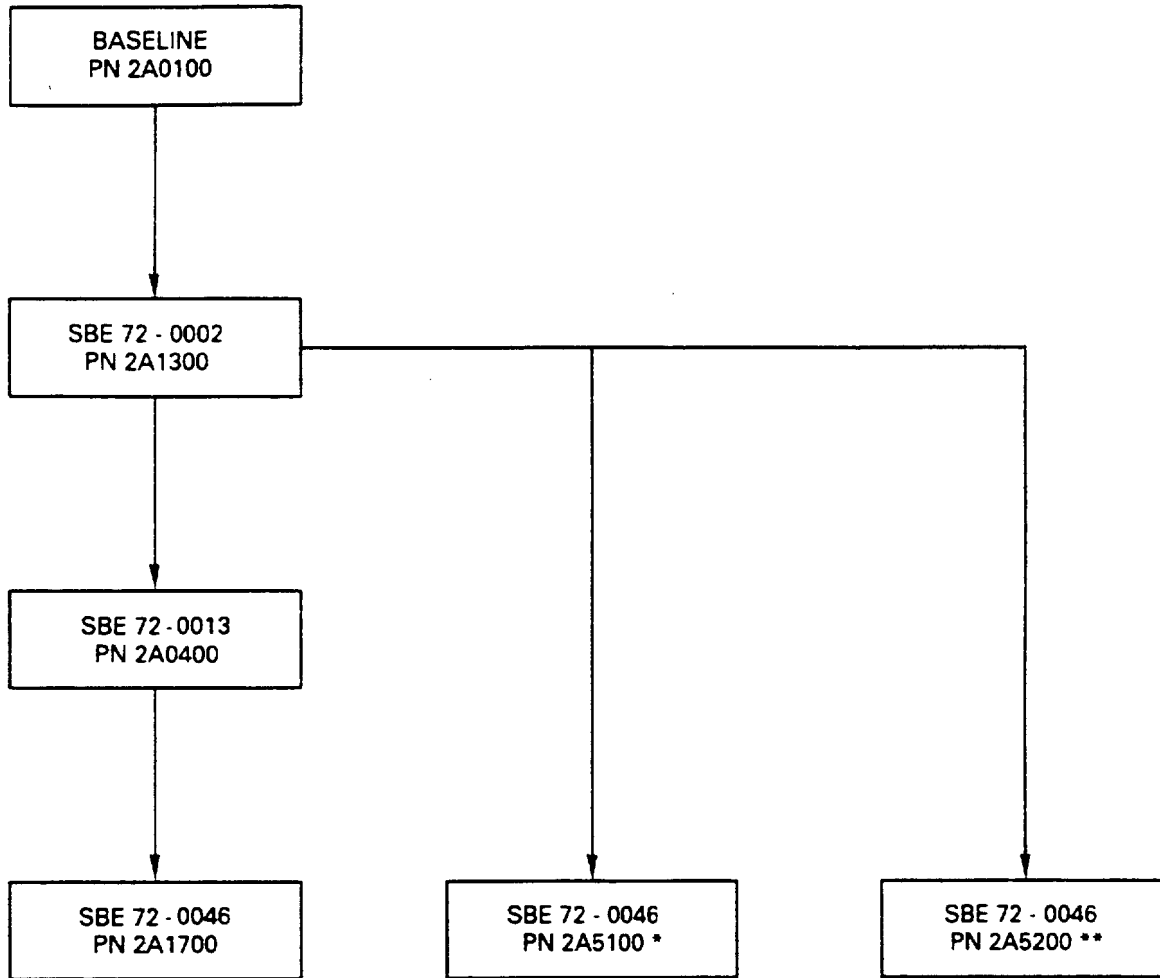 BASELINE
PN 2A0100
SBE 72 - 0002
PN 2A1300
SBE 72 - 0013
PN 2A0400
SBE 72 - 0046
PN 2A1700
SBE 72 - 0046
PN 2A5100 *
SBE 72 - 0046
PN 2A5200 **